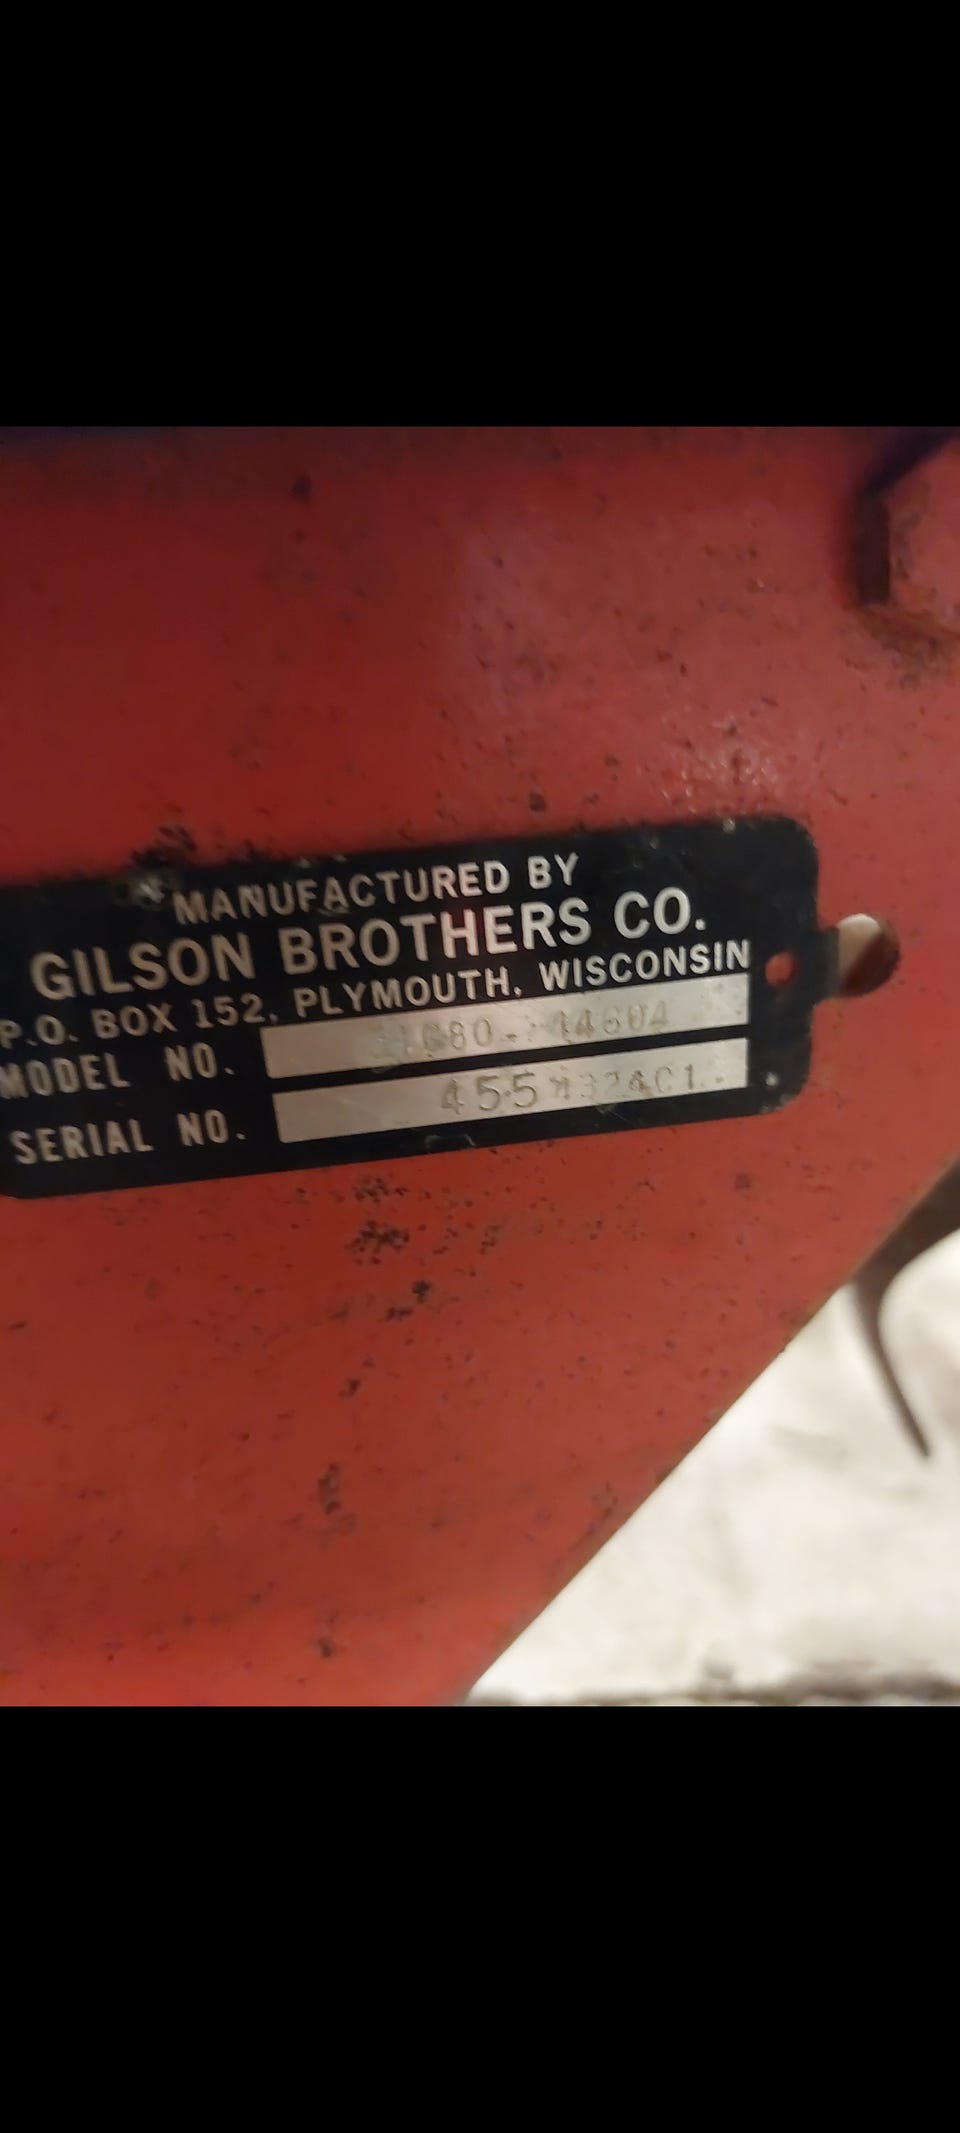 MANUFACTURED BY
GILSON BROTHERS CO.
P.O. BOX 152, PLYMOUTH, WISCONSIN
MODEL NO.
SERIAL NO.